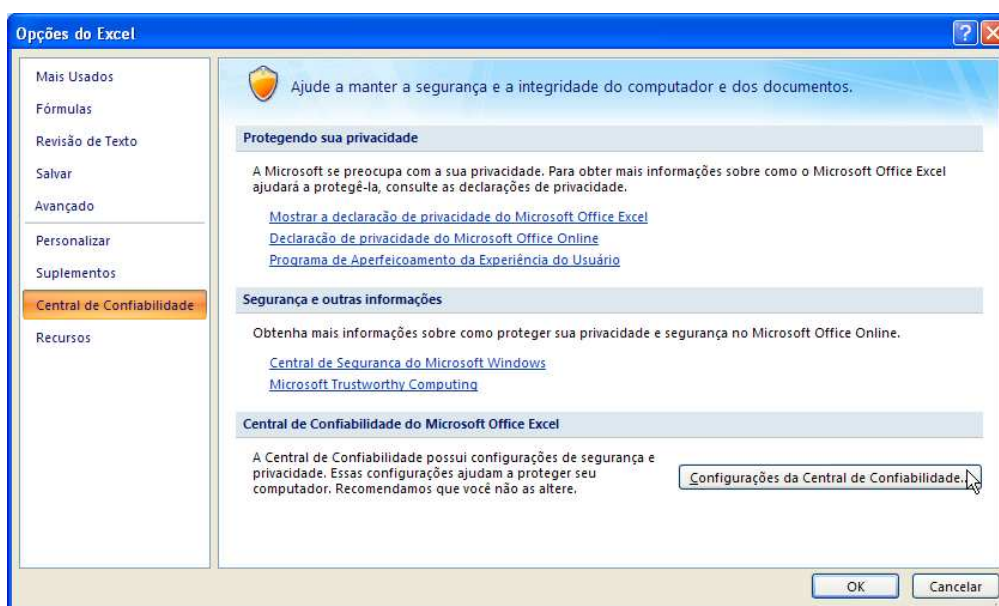 Opções do Excel
Mais Usados
Fórmulas
Revisão de Texto
Salvar
Avançado
Personalizar
Suplementos
Central de Confiabilidade
Recursos
Ajude a manter a segurança e a integridade do computador e dos documentos.
Protegendo sua privacidade
A Microsoft se preocupa com a sua privacidade. Para obter mais informações sobre como o Microsoft Office Excel
ajudará a protegê-la, consulte as declarações de privacidade.
Mostrar a declaração de privacidade do Microsoft Office Excel
Declaração de privacidade do Microsoft Office Online
Programa de Aperfeiçoamento da Experiência do Usuário
Segurança e outras informações
Obtenha mais informações sobre como proteger sua privacidade e segurança no Microsoft Office Online.
Central de Segurança do Microsoft Windows
Microsoft Trustworthy Computing
Central de Confiabilidade do Microsoft Office Excel
A Central de Confiabilidade possui configurações de segurança e
privacidade. Essas configurações ajudam a proteger seu
computador. Recomendamos que você não as altere.
Configurações da Central de Confiabilidade...
OK
Cancelar